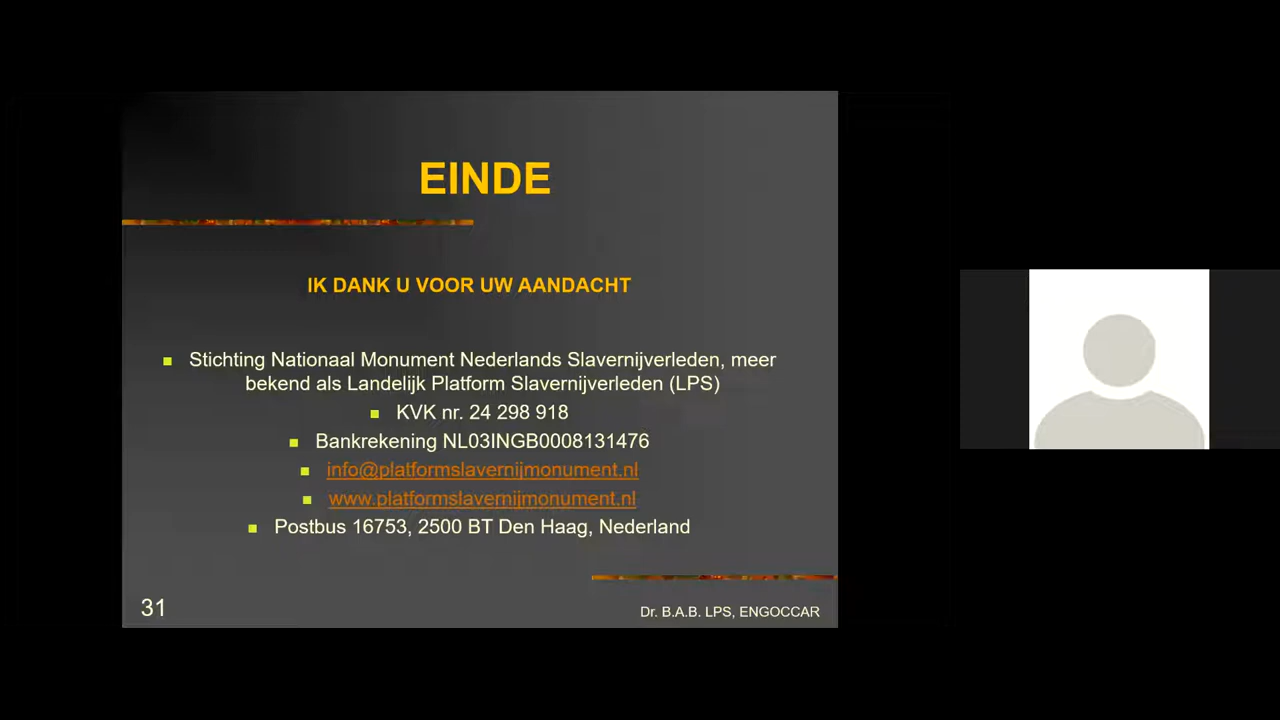 EINDE
IK DANK U VOOR UW AANDACHT
Stichting Nationaal Monument Nederlands Slavernijverleden, meer
bekend als Landelijk Platform Slavernijverleden (LPS)
KVK nr. 24 298 918
Bankrekening NL03INGB0008131476
info@platformslavernijmonument.nl
www.platformslavernijmonument.nl
Postbus 16753, 2500 BT Den Haag, Nederland
31
Dr. B.A.B. LPS, ENGOCCAR